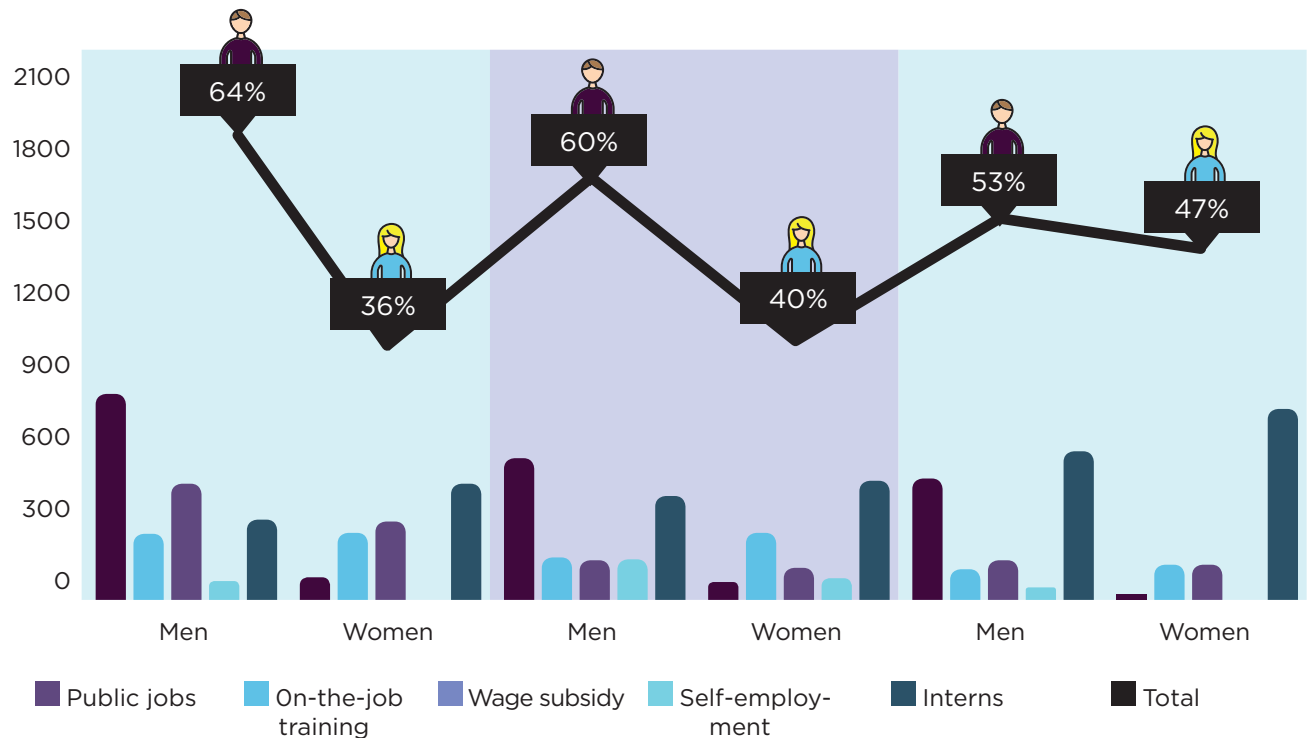 2100
1800
1500
1200
900
600
300
0
64%
36%
60%
40%
53%
47%
Men
Women
Men
Women
Men
Women
Public jobs
0n-the-job
training
Wage subsidy
Self-employ-
ment
Interns
Total